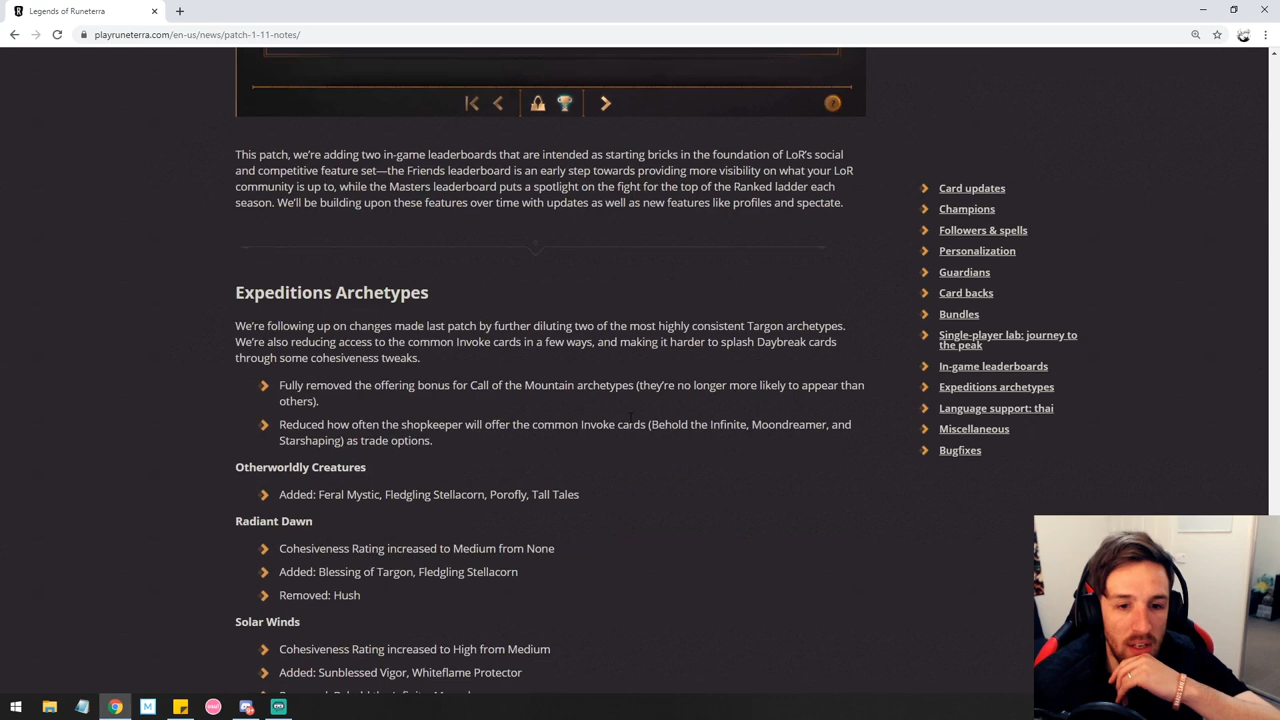 Legends of Runeterra
playruneterra.com/en-us/news/patch-1-11-notes/
This patch, we're adding two in-game leaderboards that are intended as starting bricks in the foundation of LoR's social
and competitive feature set—the Friends leaderboard is an early step towards providing more visibility on what your LoR
community is up to, while the Masters leaderboard puts a spotlight on the fight for the top of the Ranked ladder each
season. We'll be building upon these features over time with updates as well as new features like profiles and spectate.
Expeditions Archetypes
We're following up on changes made last patch by further diluting two of the most highly consistent Targon archetypes.
We're also reducing access to the common Invoke cards in a few ways, and making it harder to splash Daybreak cards
through some cohesiveness tweaks.
Fully removed the offering bonus for Call of the Mountain archetypes (they're no longer more likely to appear than
others).
Reduced how often the shopkeeper will offer the common Invoke cards (Behold the Infinite, Moondreamer, and
Starshaping) as trade options.
Otherworldly Creatures
Added: Feral Mystic, Fledgling Stellacorn, Porofly, Tall Tales
Radiant Dawn
Cohesiveness Rating increased to Medium from None
Added: Blessing of Targon, Fledgling Stellacorn
Removed: Hush
Solar Winds
Cohesiveness Rating increased to High from Medium
Added: Sunblessed Vigor, Whiteflame Protector
Card updates
Champions
Followers & spells
Personalization
Guardians
Card backs
Bundles
Single-player lab: journey to
the peak
In-game leaderboards
Expeditions archetypes
Language support: thai
Miscellaneous
Bugfixes